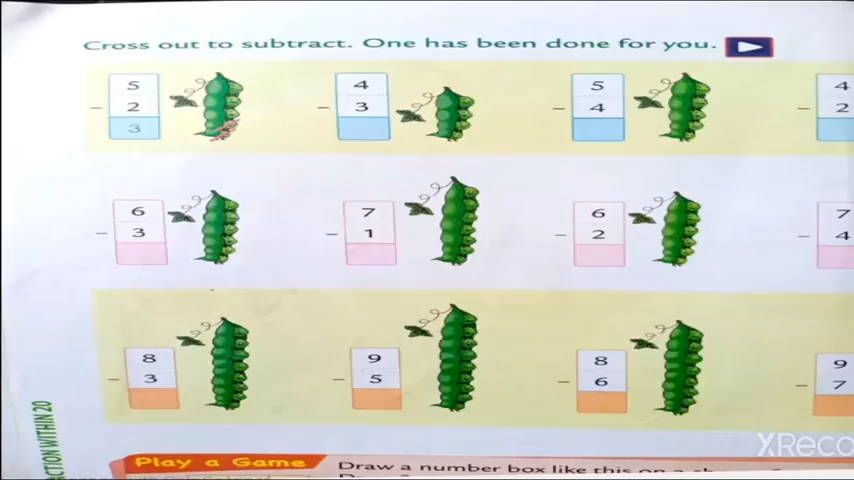 Cross out to subtract. One has been done for you.
5 4 5 4
– 2 – 3 – 4 – 2
3
6 7 6 7
– 3 – 1 – 2 – 4
8 9 8 9
– 3 – 5 – 6 – 7
ACTION WITHIN 20
XReco
Play a Game
Draw a number box like this on a